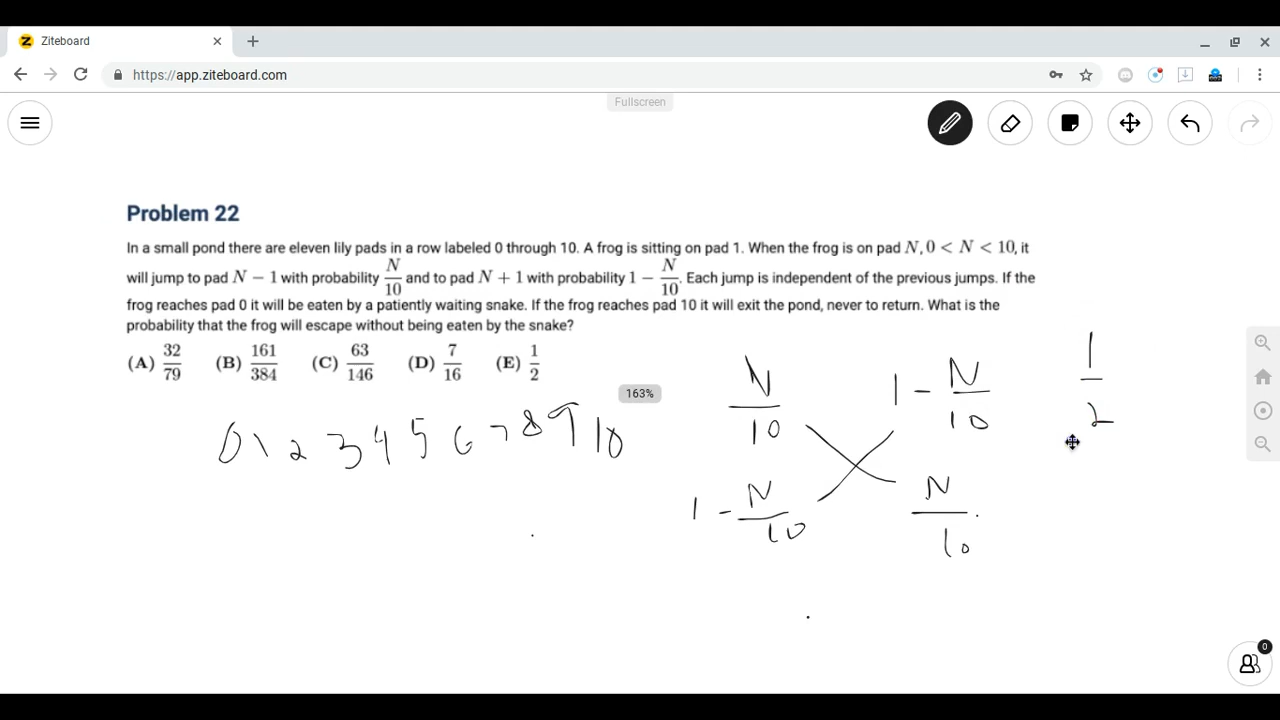 Ziteboard
https://app.ziteboard.com
Fullscreen
Problem 22
In a small pond there are eleven lily pads in a row labeled 0 through 10. A frog is sitting on pad 1. When the frog is on pad N, 0 < N < 10, it
will jump to pad N − 1 with probability N/10 and to pad N + 1 with probability 1 − N/10. Each jump is independent of the previous jumps. If the
frog reaches pad 0 it will be eaten by a patiently waiting snake. If the frog reaches pad 10 it will exit the pond, never to return. What is the
probability that the frog will escape without being eaten by the snake?
(A) 32/79 (B) 161/384 (C) 63/146 (D) 7/16 (E) 1/2
163%
N/10 1 - N/10 1/2
0 1 2 3 4 5 6 7 8 9 10
1 - N/10 N/10
0